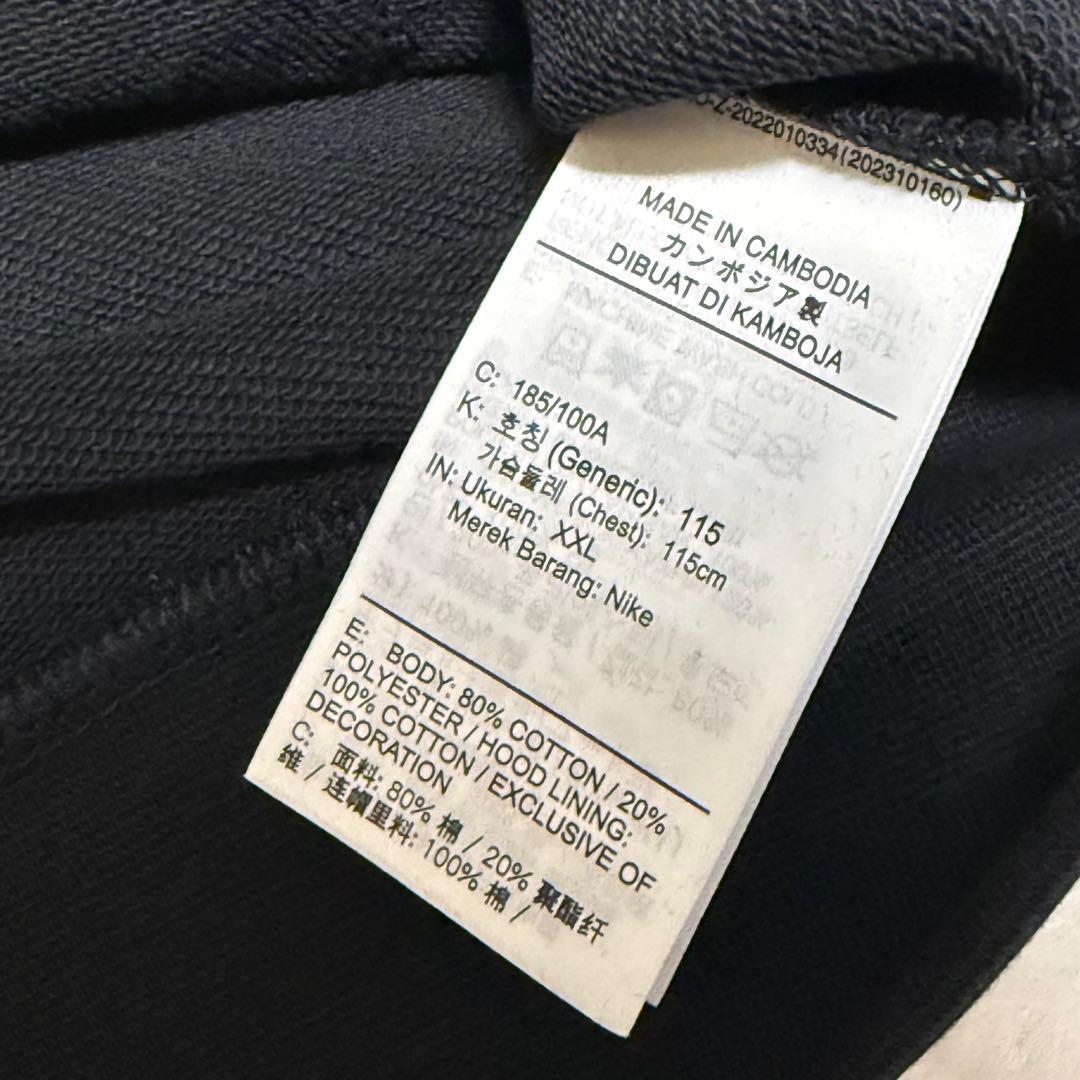 -Z-2022010334(202310160)
MADE IN CAMBODIA
カンボジア製
DIBUAT DI KAMBOJA
C: 185/100A
K: 호칭 (Generic): 115
가슴둘레 (Chest): 115cm
IN: Ukuran: XXL
Merek Barang: Nike
E: BODY: 80% COTTON / 20%
POLYESTER / HOOD LINING:
100% COTTON / EXCLUSIVE OF
DECORATION
C: 面料: 80% 棉 / 20% 聚酯纤
维 / 连帽里料: 100% 棉 /